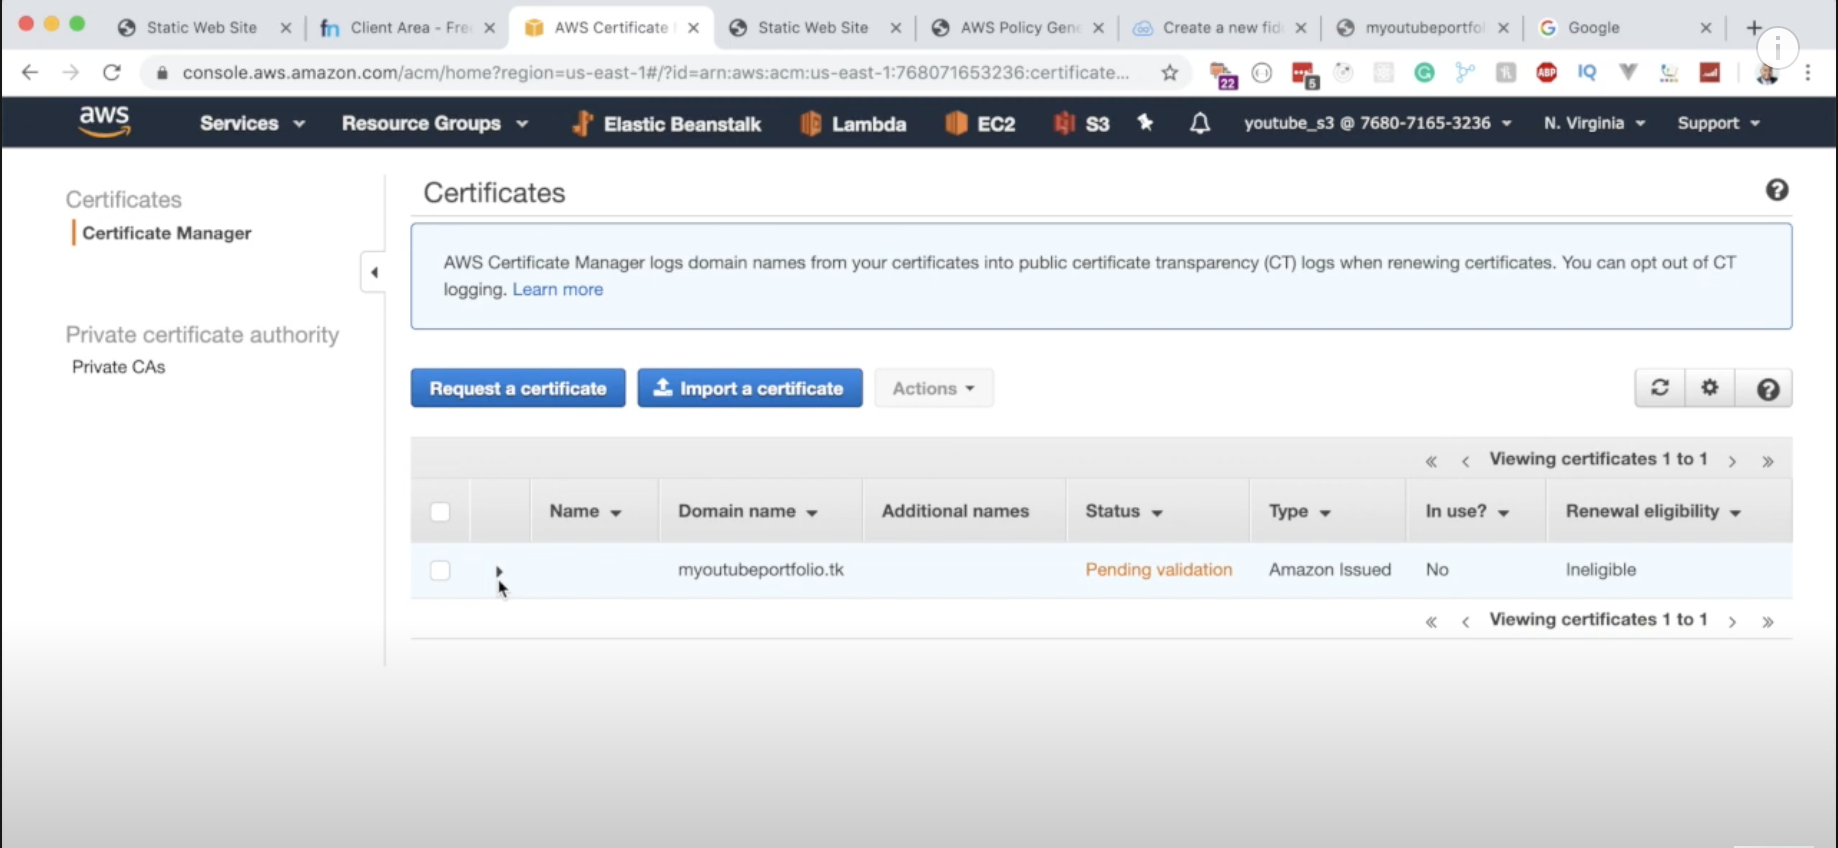 Static Web Site
Client Area - Fre
AWS Certificate
Static Web Site
AWS Policy Gene
Create a new fid
myoutubeportfol
Google
console.aws.amazon.com/acm/home?region=us-east-1#/?id=arn:aws:acm:us-east-1:768071653236:certificate...
22
5
ABP
IQ
aws
Services
Resource Groups
Elastic Beanstalk
Lambda
EC2
S3
youtube_s3 @ 7680-7165-3236
N. Virginia
Support
Certificates
Certificate Manager
Private certificate authority
Private CAs
Certificates
AWS Certificate Manager logs domain names from your certificates into public certificate transparency (CT) logs when renewing certificates. You can opt out of CT
logging. Learn more
Request a certificate
Import a certificate
Actions
Viewing certificates 1 to 1
Name
Domain name
Additional names
Status
Type
In use?
Renewal eligibility
myoutubeportfolio.tk
Pending validation
Amazon Issued
No
Ineligible
Viewing certificates 1 to 1